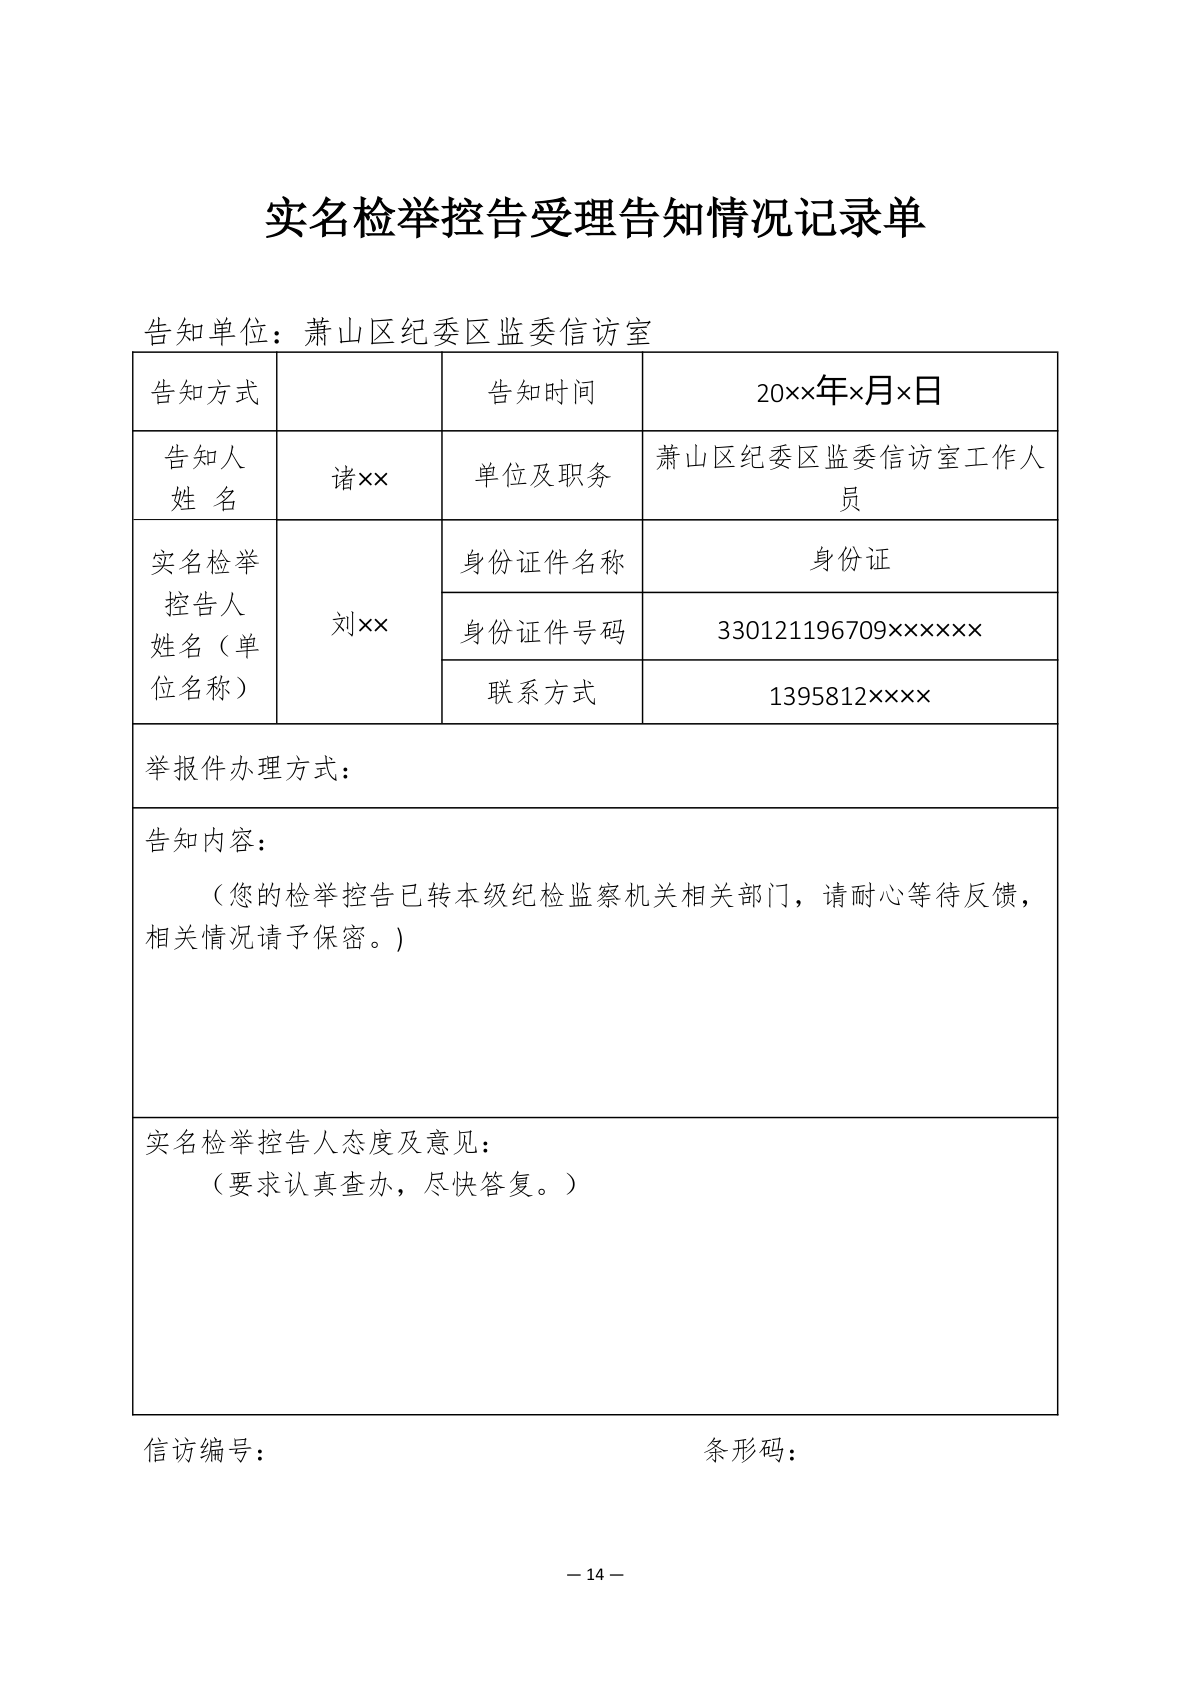 实名检举控告受理告知情况记录单
告知单位：萧山区纪委区监委信访室
告知方式
告知时间
20××年×月×日
告知人
姓 名
诸××
单位及职务
萧山区纪委区监委信访室工作人
员
实名检举
控告人
姓名（单
位名称）
刘××
身份证件名称
身份证
身份证件号码
330121196709××××××
联系方式
1395812××××
举报件办理方式：
告知内容：
（您的检举控告已转本级纪检监察机关相关部门，请耐心等待反馈，
相关情况请予保密。)
实名检举控告人态度及意见：
（要求认真查办，尽快答复。）
信访编号：
条形码：
— 14 —